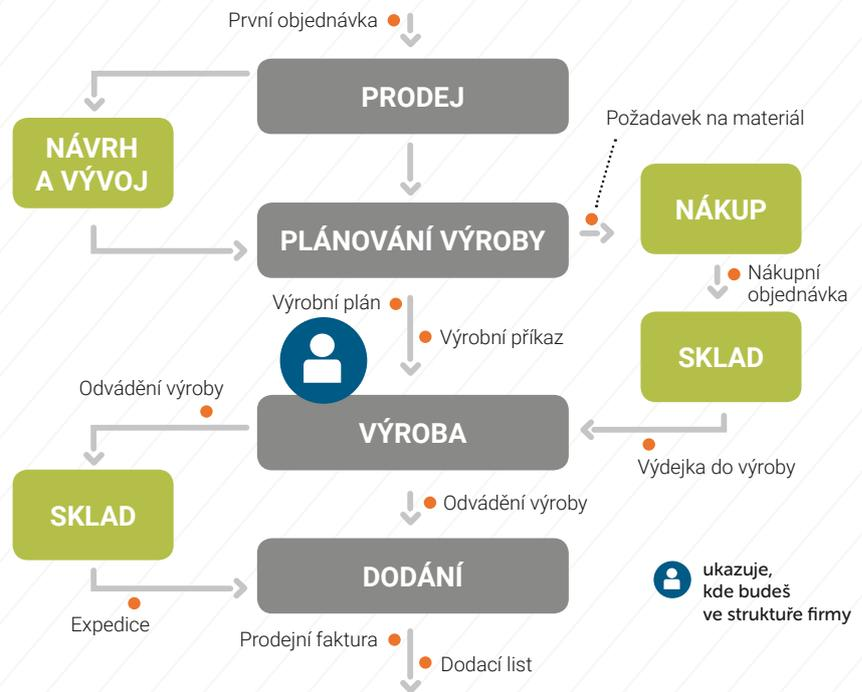 První objednávka
PRODEJ
Požadavek na materiál
NÁVRH
A VÝVOJ
NÁKUP
PLÁNOVÁNÍ VÝROBY
Nákupní
objednávka
Výrobní plán
Výrobní příkaz
SKLAD
Odvádění výroby
VÝROBA
Výdejka do výroby
SKLAD
Odvádění výroby
DODÁNÍ
ukazuje,
kde budeš
ve struktuře firmy
Expedice
Prodejní faktura
Dodací list